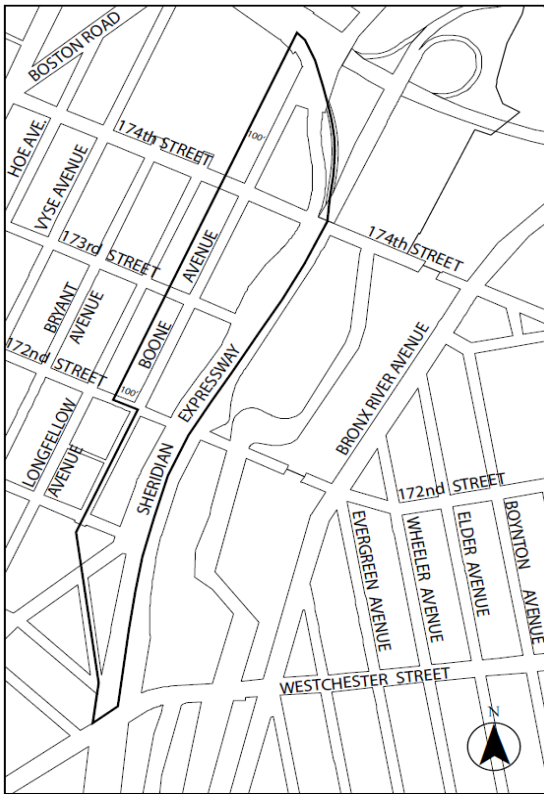 BOSTON ROAD
HOE AVE.
VYSE AVENUE
174th STREET
100'
173rd STREET
AVENUE
174th STREET
BRYANT
AVENUE
BOONE
172nd STREET
100'
EXPRESSWAY
BRONX RIVER AVENUE
LONGFELLOW
AVENUE
SHERIDIAN
172nd STREET
EVERGREEN AVENUE
WHEELER AVENUE
ELDER AVENUE
BOYNTON AVENUE
WESTCHESTER STREET
N